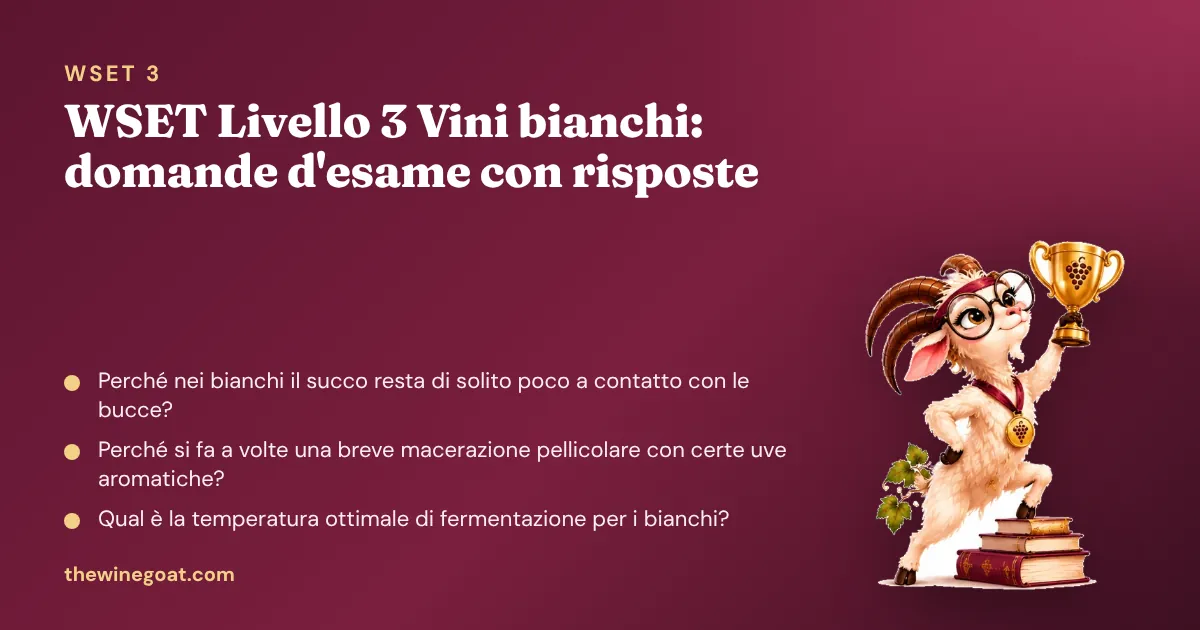 WSET 3
WSET Livello 3 Vini bianchi:
domande d'esame con risposte
Perché nei bianchi il succo resta di solito poco a contatto con le
bucce?
Perché si fa a volte una breve macerazione pellicolare con certe uve
aromatiche?
Qual è la temperatura ottimale di fermentazione per i bianchi?
thewinegoat.com